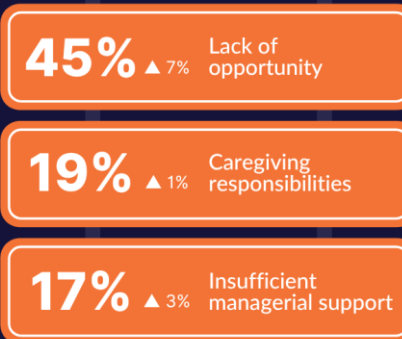 45% ▲ 7% Lack of
opportunity
19% ▲ 1% Caregiving
responsibilities
17% ▲ 3% Insufficient
managerial support